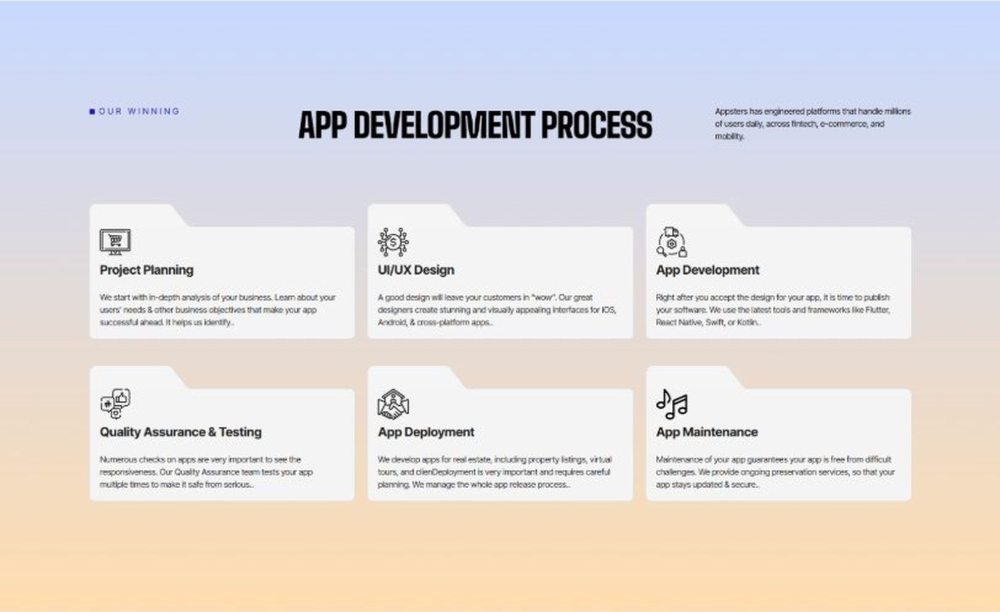 OUR WINNING
APP DEVELOPMENT PROCESS
Appsters has engineered platforms that handle millions
of users daily, across fintech, e-commerce, and
mobility.
Project Planning
We start with in-depth analysis of your business. Learn about your
users' needs & other business objectives that make your app
successful ahead. It helps us identify..
UI/UX Design
A good design will leave your customers in "wow". Our great
designers create stunning and visually appealing interfaces for iOS,
Android, & cross-platform apps..
App Development
Right after you accept the design for your app, it is time to publish
your software. We use the latest tools and frameworks like Flutter,
React Native, Swift, or Kotlin..
Quality Assurance & Testing
Numerous checks on apps are very important to see the
responsiveness. Our Quality Assurance team tests your app
multiple times to make it safe from serious..
App Deployment
We develop apps for real estate, including property listings, virtual
tours, and clienDeployment is very important and requires careful
planning. We manage the whole app release process..
App Maintenance
Maintenance of your app guarantees your app is free from difficult
challenges. We provide ongoing preservation services, so that your
app stays updated & secure..